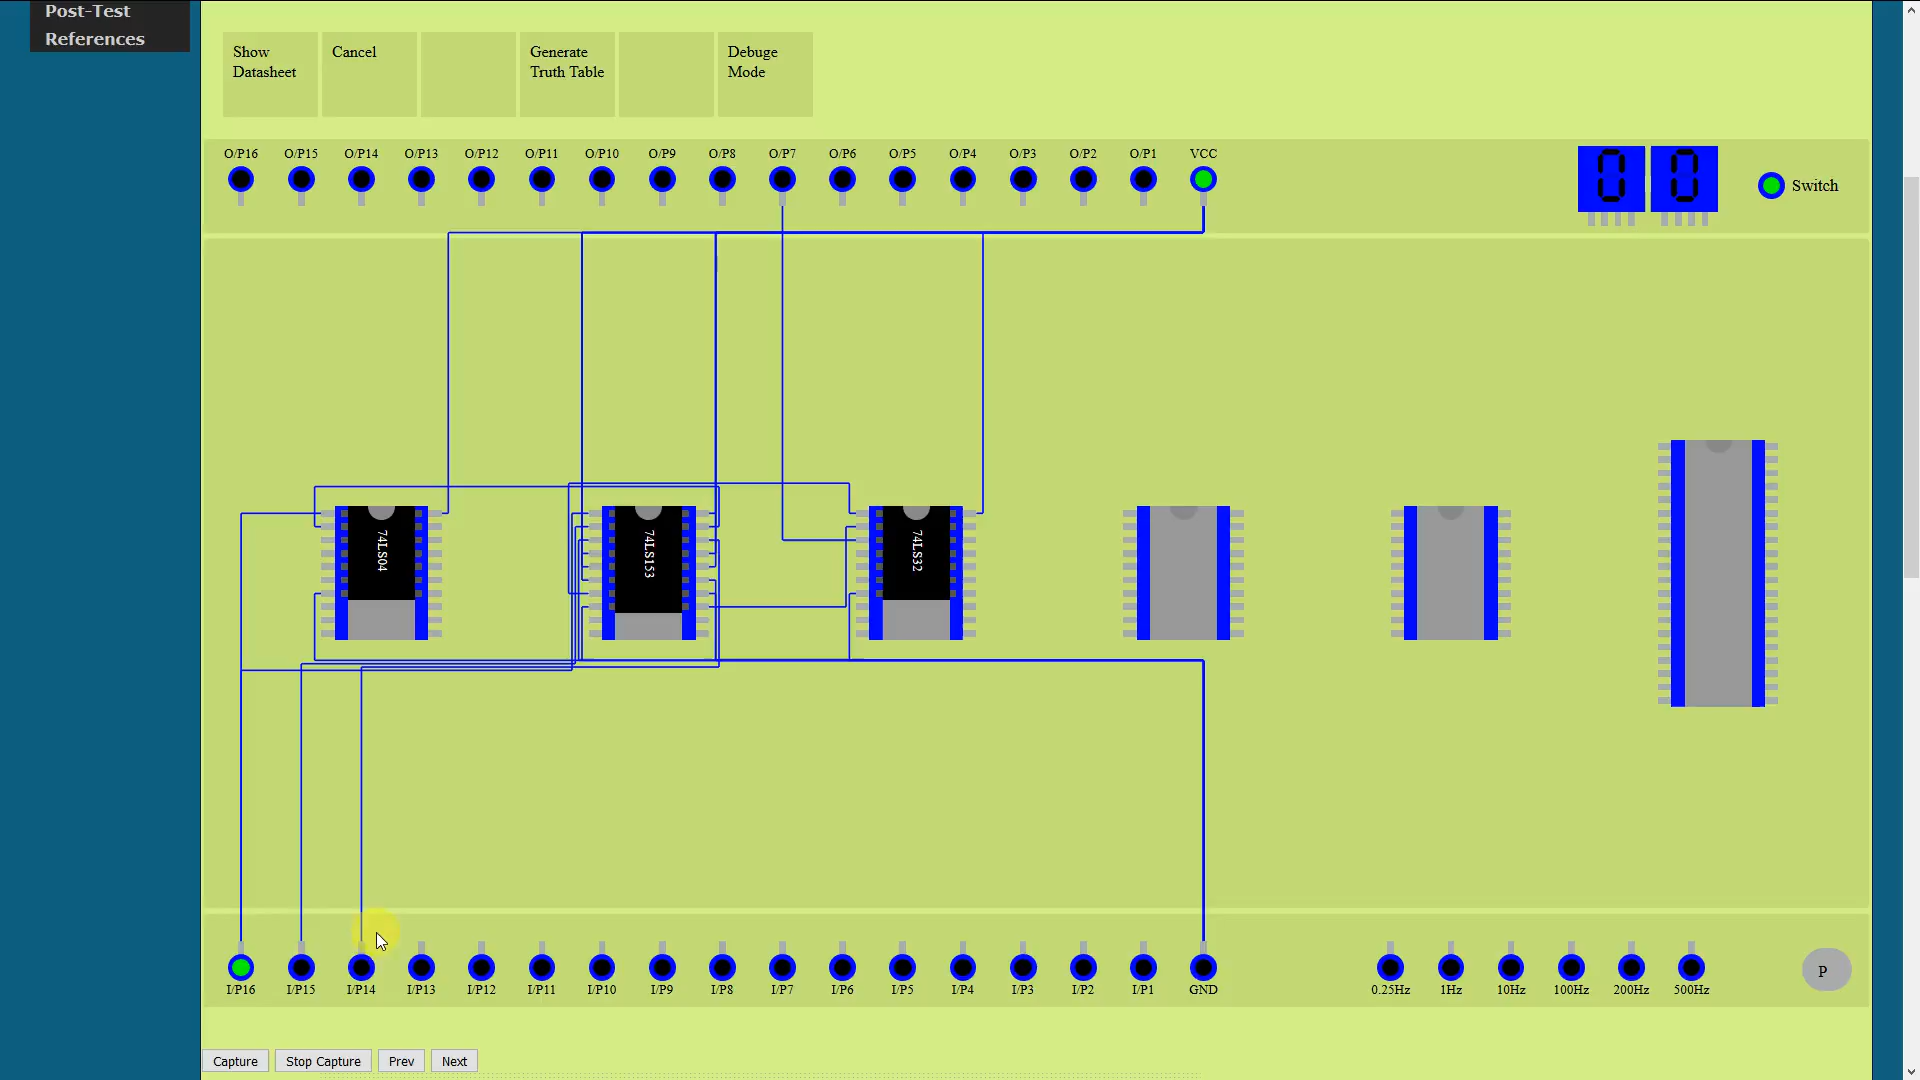 Post-Test
References
Show
Datasheet
Cancel
Generate
Truth Table
Debuge
Mode
O/P16 O/P15 O/P14 O/P13 O/P12 O/P11 O/P10 O/P9 O/P8 O/P7 O/P6 O/P5 O/P4 O/P3 O/P2 O/P1 VCC
0 0
Switch
74LS04
74LS153
74LS32
I/P16 I/P15 I/P14 I/P13 I/P12 I/P11 I/P10 I/P9 I/P8 I/P7 I/P6 I/P5 I/P4 I/P3 I/P2 I/P1 GND 0.25Hz 1Hz 10Hz 100Hz 200Hz 500Hz
P
Capture Stop Capture Prev Next